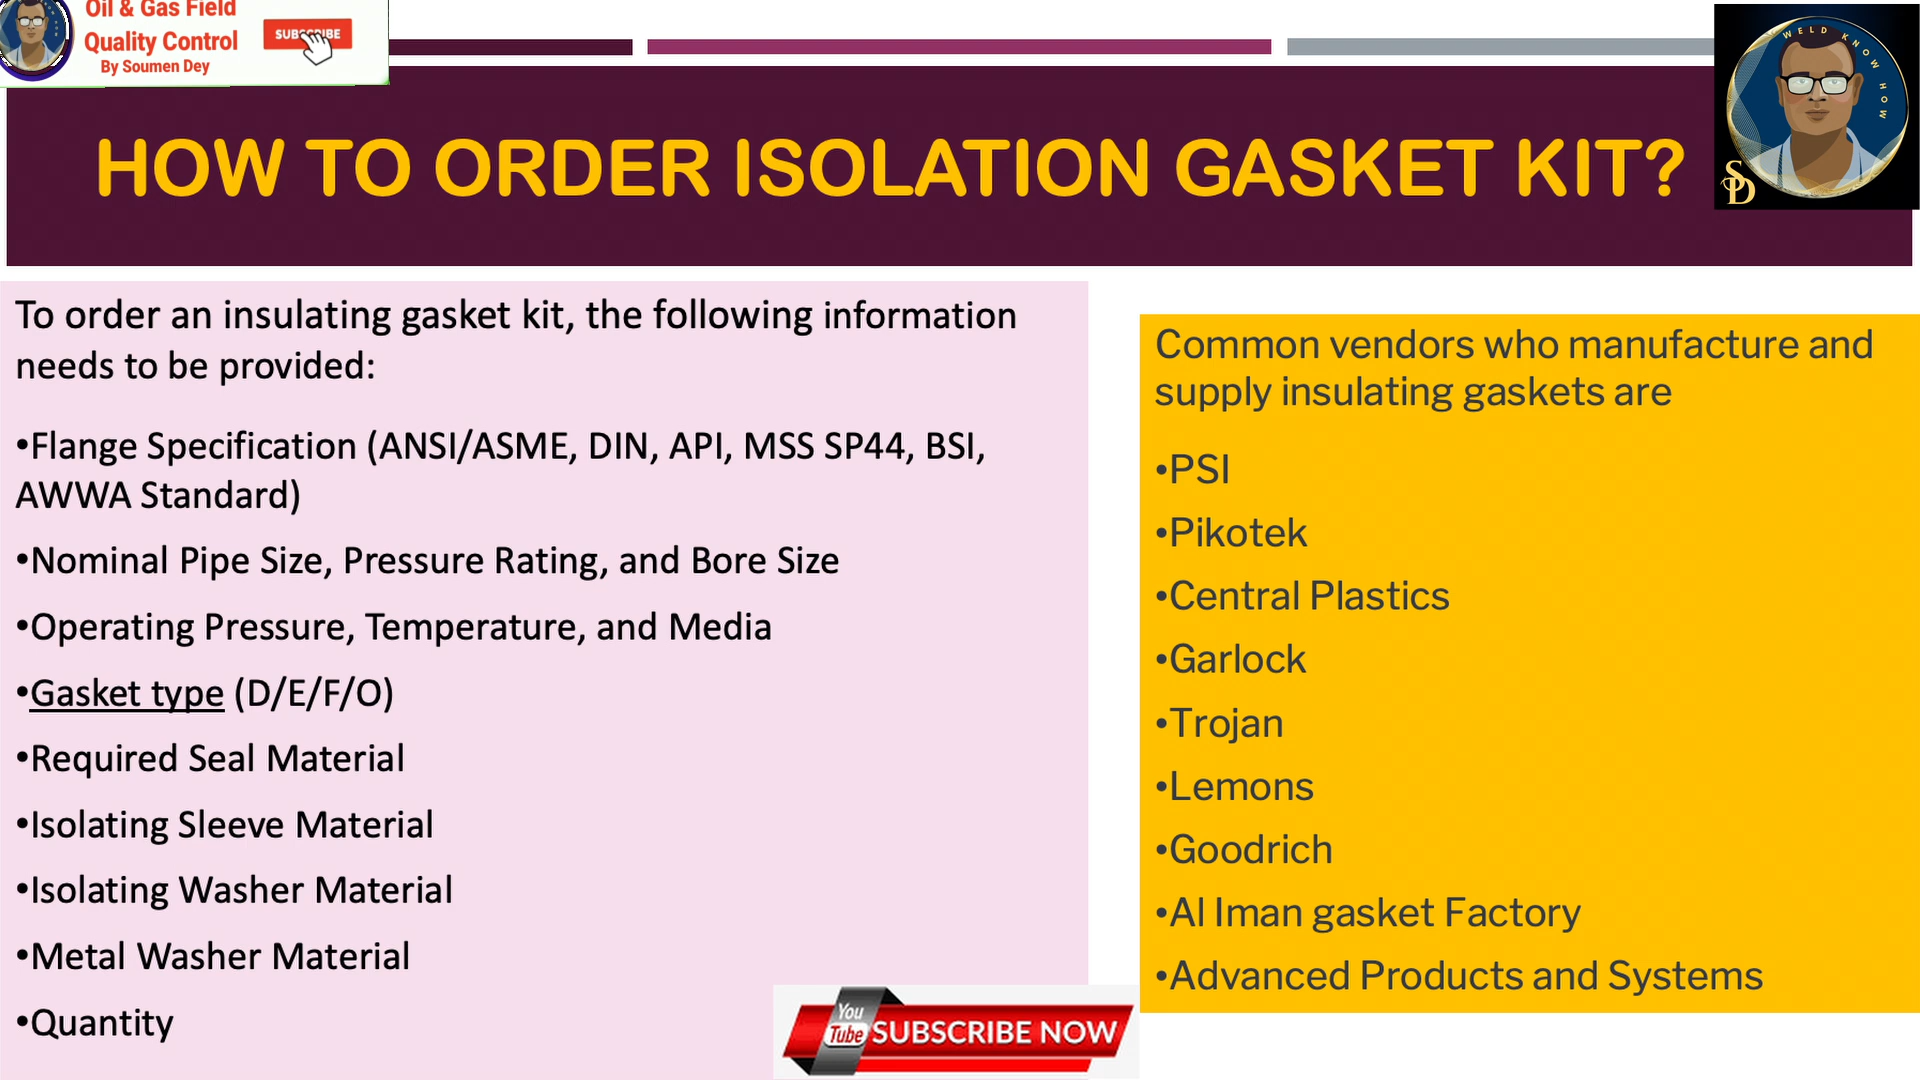 Oil & Gas Field
Quality Control
By Soumen Dey
SUBSCRIBE
WELD KNOW HOW
SD
HOW TO ORDER ISOLATION GASKET KIT?
To order an insulating gasket kit, the following information
needs to be provided:
•Flange Specification (ANSI/ASME, DIN, API, MSS SP44, BSI,
AWWA Standard)
•Nominal Pipe Size, Pressure Rating, and Bore Size
•Operating Pressure, Temperature, and Media
•Gasket type (D/E/F/O)
•Required Seal Material
•Isolating Sleeve Material
•Isolating Washer Material
•Metal Washer Material
•Quantity
Common vendors who manufacture and
supply insulating gaskets are
•PSI
•Pikotek
•Central Plastics
•Garlock
•Trojan
•Lemons
•Goodrich
•Al Iman gasket Factory
•Advanced Products and Systems
You
Tube SUBSCRIBE NOW